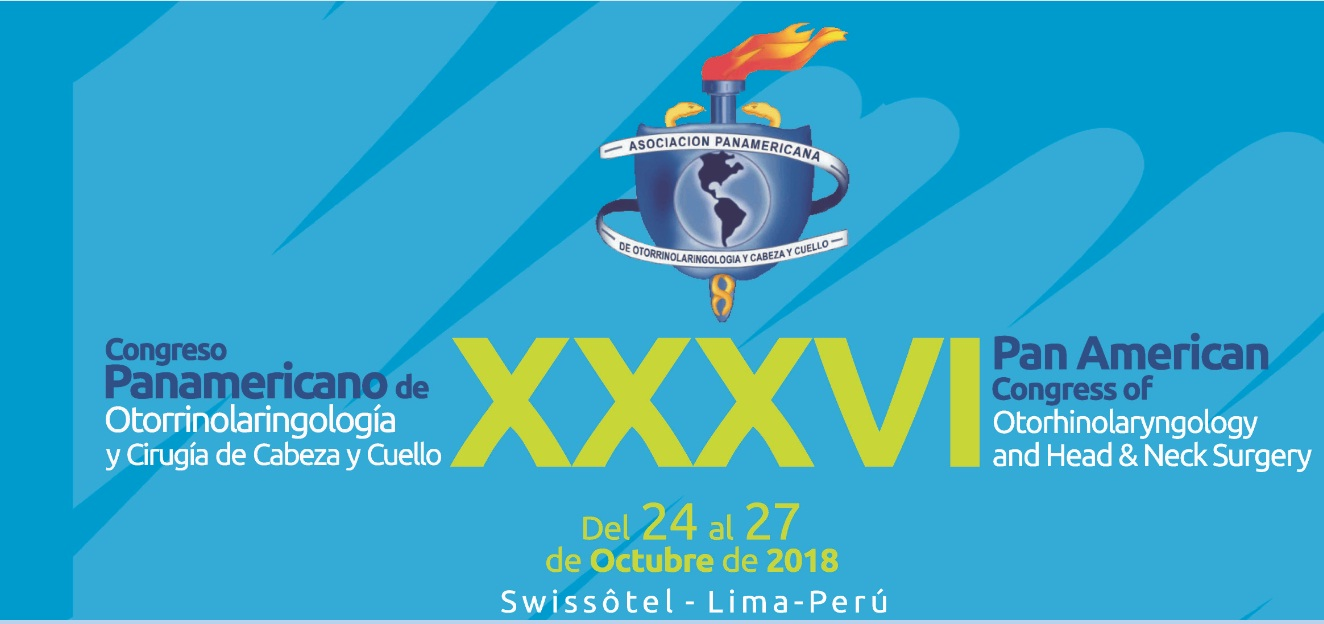 ASOCIACION PANAMERICANA
DE OTORRINOLARINGOLOGIA Y CABEZA Y CUELLO
Congreso
Panamericano de
Otorrinolaringología
y Cirugía de Cabeza y Cuello
XXXVI
Pan American
Congress of
Otorhinolaryngology
and Head & Neck Surgery
Del 24 al 27
de Octubre de 2018
Swissôtel - Lima-Perú